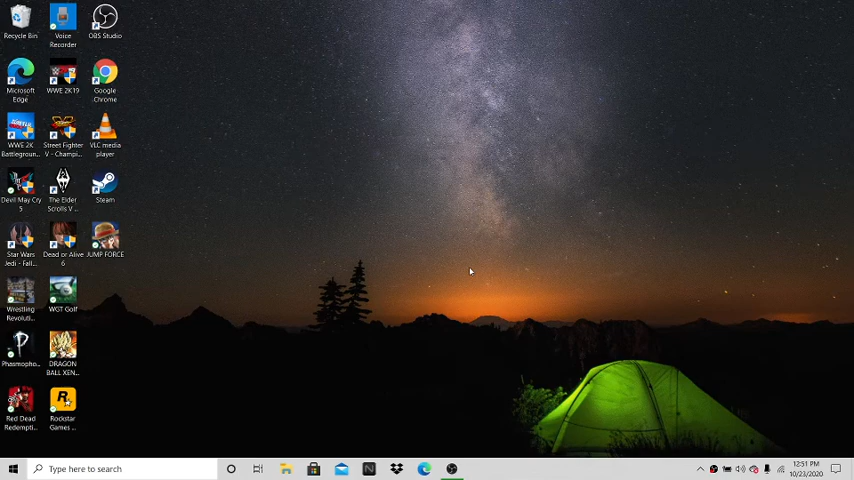 Recycle Bin
Voice
Recorder
OBS Studio
Microsoft
Edge
WWE 2K19
Google
Chrome
WWE 2K
Battlegroun...
Street Fighter
V - Champi...
VLC media
player
Devil May Cry
5
The Elder
Scrolls V ...
Steam
Star Wars
Jedi - Fall...
Dead or Alive
6
JUMP FORCE
Wrestling
Revoluti...
WGT Golf
Phasmopho...
DRAGON
BALL XEN...
Red Dead
Redempti...
Rockstar
Games ...
Type here to search
12:51 PM
10/23/2020